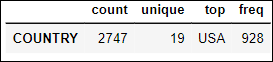 count unique top freq
COUNTRY 2747 19 USA 928